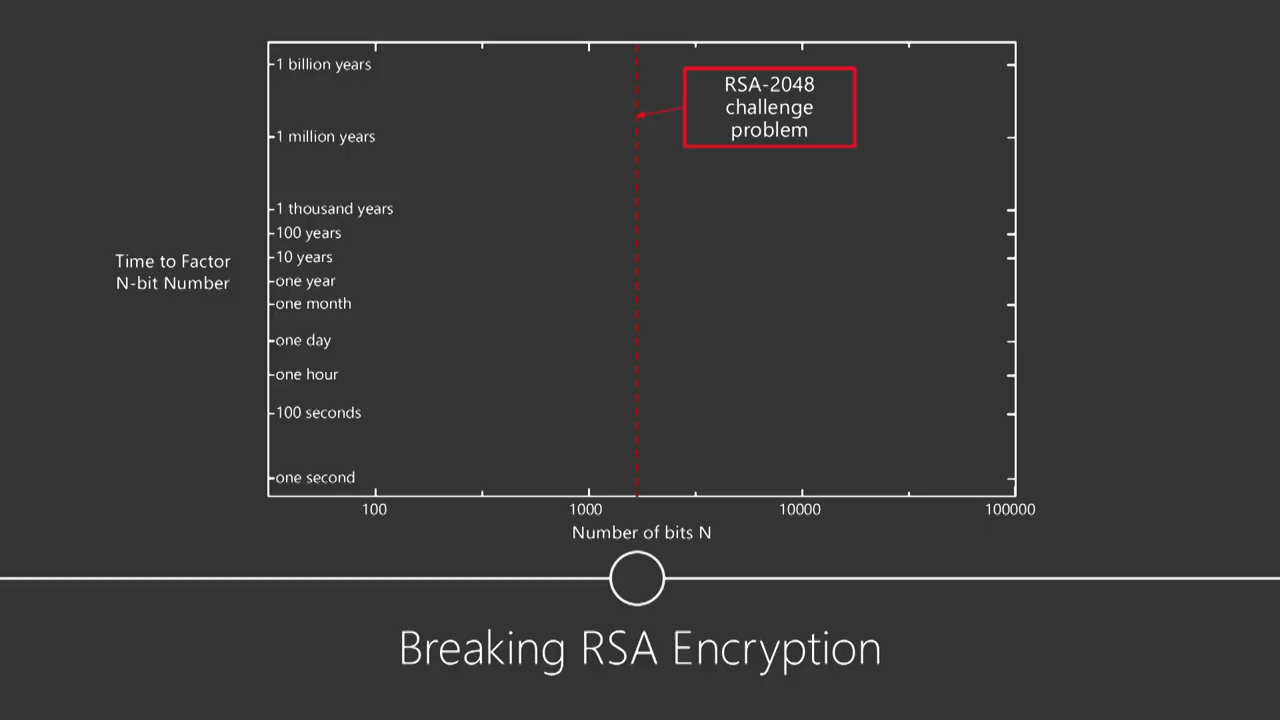 1 billion years
RSA-2048
challenge
problem
1 million years
1 thousand years
100 years
10 years
Time to Factor
N-bit Number
one year
one month
one day
one hour
100 seconds
one second
100
1000
10000
100000
Number of bits N
Breaking RSA Encryption